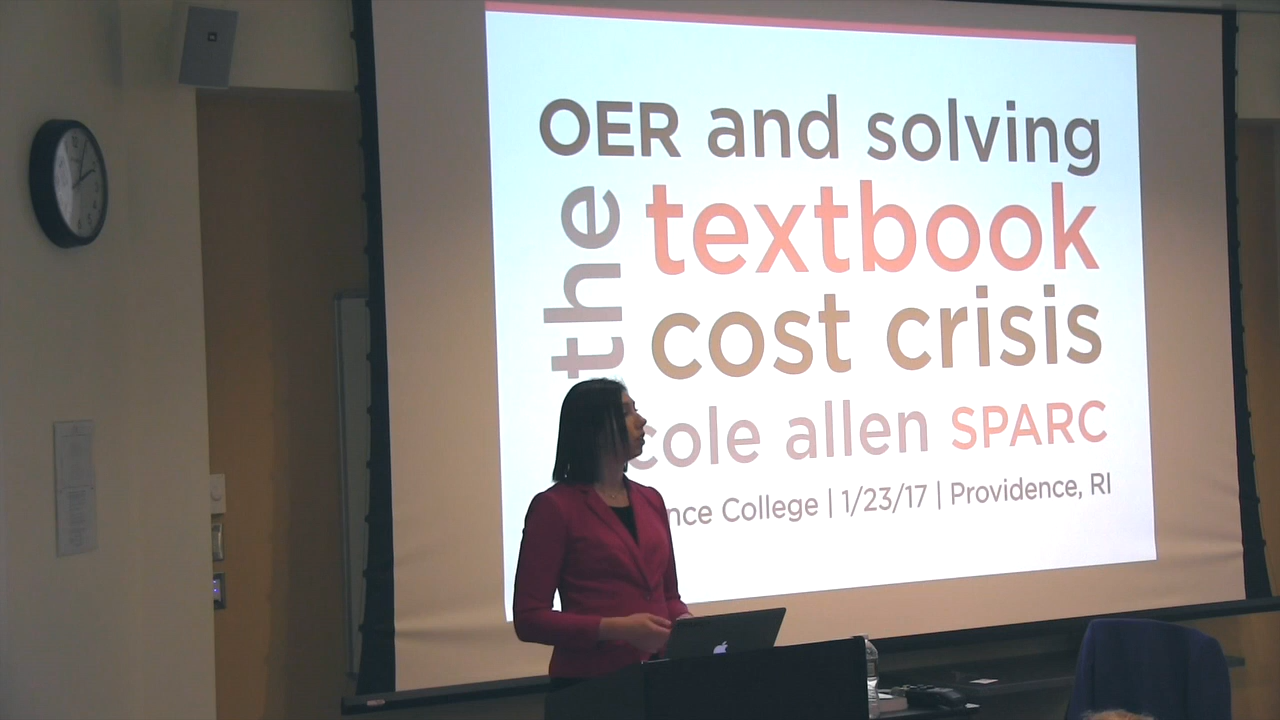 OER and solving
the
textbook
cost crisis
cole allen SPARC
nce College | 1/23/17 | Providence, RI